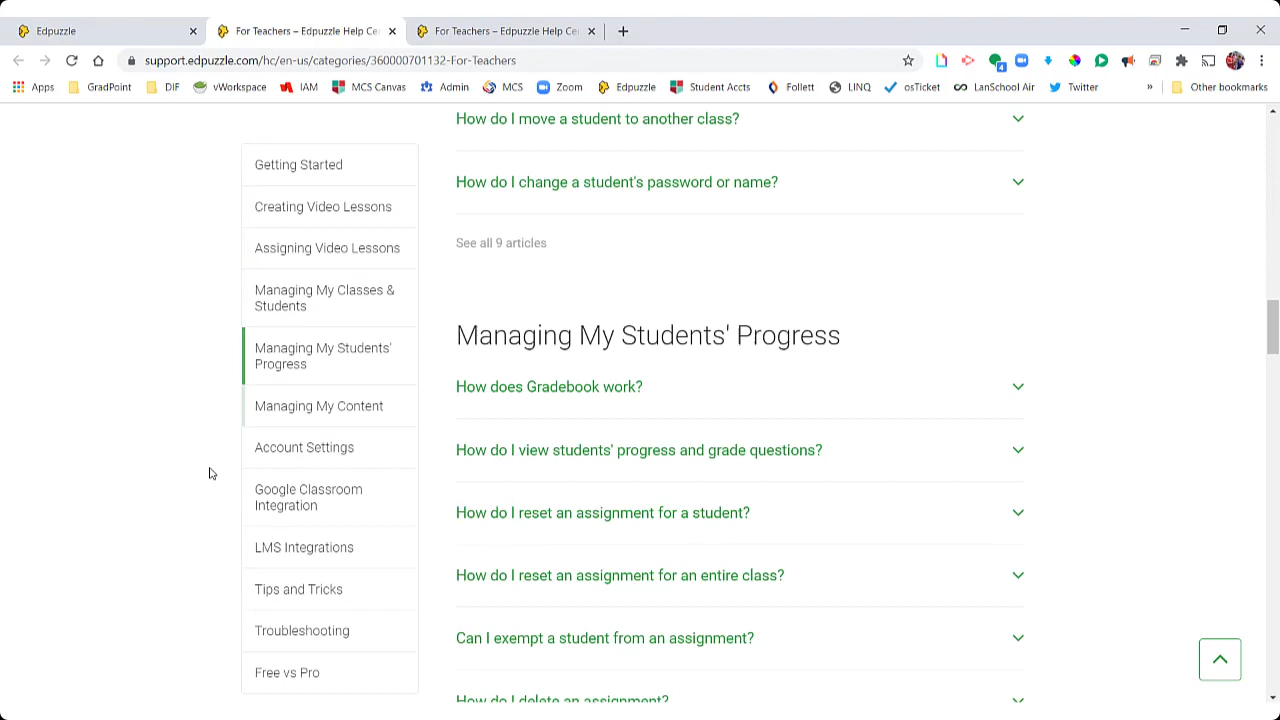 Edpuzzle
For Teachers – Edpuzzle Help Ce
For Teachers – Edpuzzle Help Ce
support.edpuzzle.com/hc/en-us/categories/360000701132-For-Teachers
4
Apps GradPoint DIF vWorkspace IAM MCS Canvas Admin MCS Zoom Edpuzzle Student Accts Follett LINQ osTicket LanSchool Air Twitter » Other bookmarks
Getting Started
Creating Video Lessons
Assigning Video Lessons
Managing My Classes &
Students
Managing My Students'
Progress
Managing My Content
Account Settings
Google Classroom
Integration
LMS Integrations
Tips and Tricks
Troubleshooting
Free vs Pro
How do I move a student to another class?
How do I change a student's password or name?
See all 9 articles
Managing My Students' Progress
How does Gradebook work?
How do I view students' progress and grade questions?
How do I reset an assignment for a student?
How do I reset an assignment for an entire class?
Can I exempt a student from an assignment?
How do I delete an assignment?